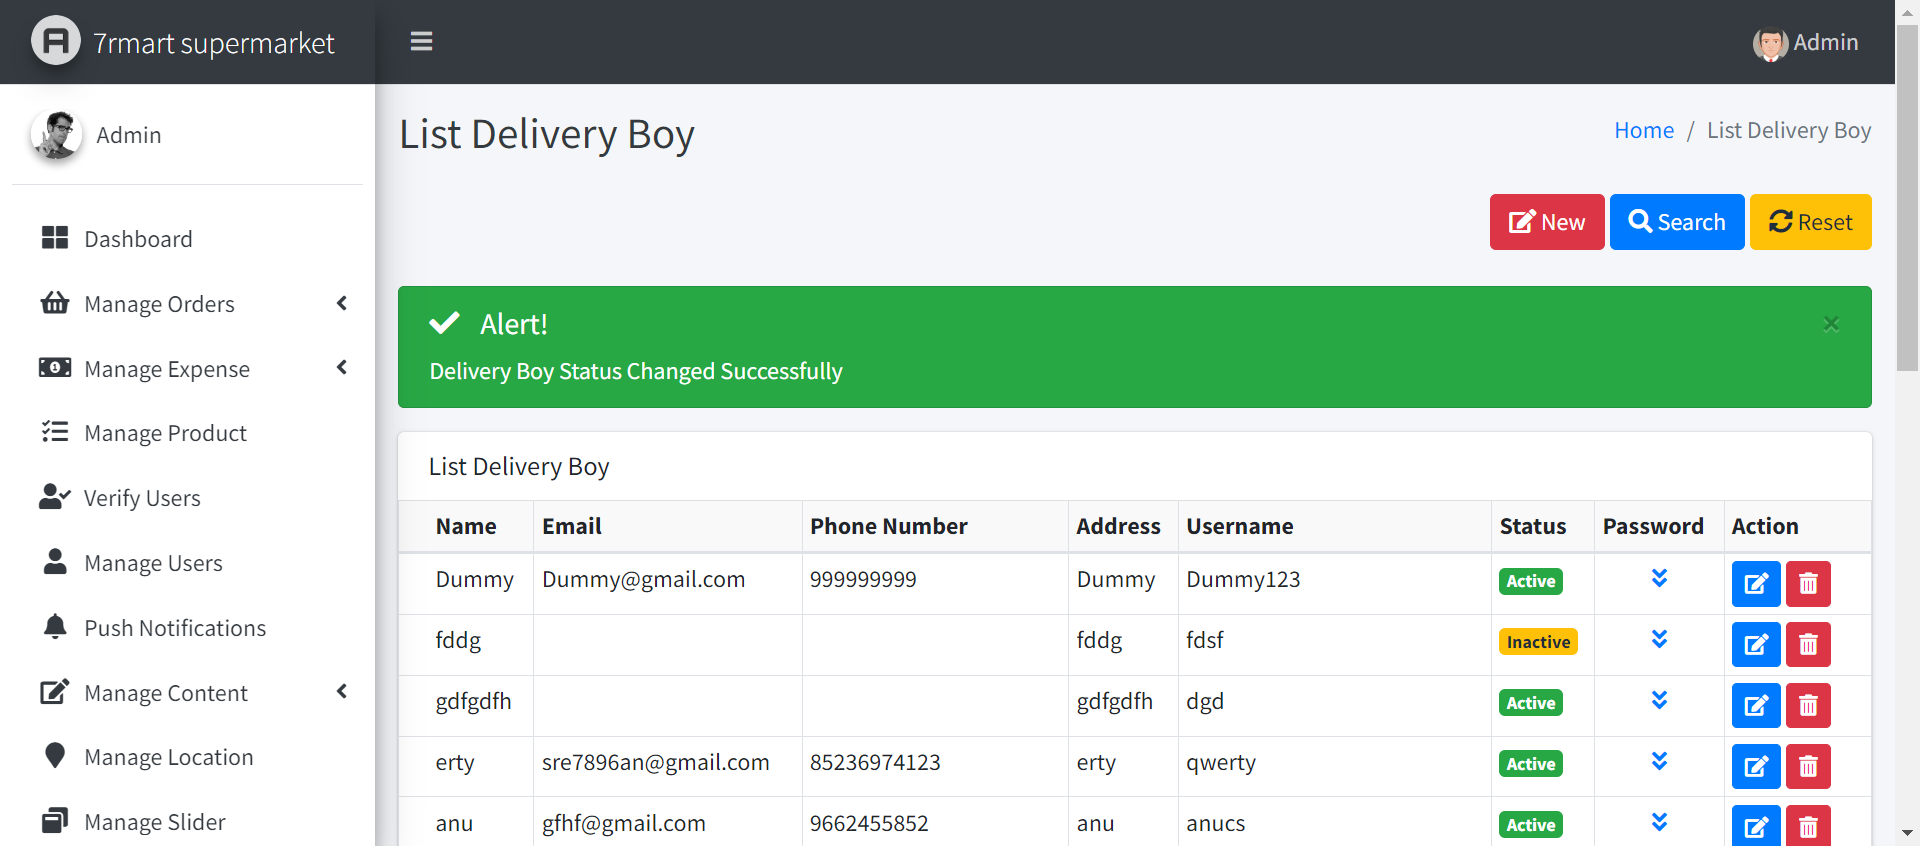 7rmart supermarket
Admin
Admin
Dashboard
Manage Orders
Manage Expense
Manage Product
Verify Users
Manage Users
Push Notifications
Manage Content
Manage Location
Manage Slider
List Delivery Boy
Home / List Delivery Boy
New Search Reset
Alert!
×
Delivery Boy Status Changed Successfully
List Delivery Boy
Name Email Phone Number Address Username Status Password Action
Dummy Dummy@gmail.com 999999999 Dummy Dummy123 Active
fddg fddg fdsf Inactive
gdfgdfh gdfgdfh dgd Active
erty sre7896an@gmail.com 85236974123 erty qwerty Active
anu gfhf@gmail.com 9662455852 anu anucs Active